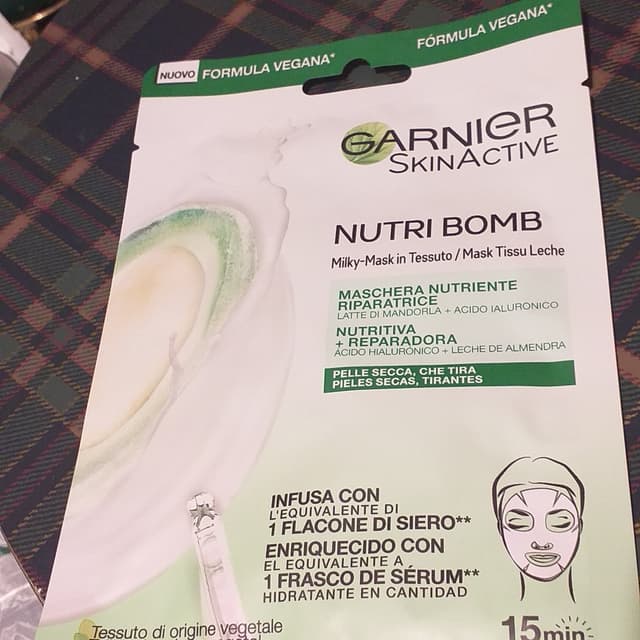 NUOVO FORMULA VEGANA*
FÓRMULA VEGANA*
GARNIER
SKINACTIVE
NUTRI BOMB
Milky-Mask in Tessuto / Mask Tissu Leche
MASCHERA NUTRIENTE
RIPARATRICE
LATTE DI MANDORLA + ACIDO IALURONICO
NUTRITIVA
+ REPARADORA
ÁCIDO HIALURÓNICO + LECHE DE ALMENDRA
PELLE SECCA, CHE TIRA
PIELES SECAS, TIRANTES
INFUSA CON
L'EQUIVALENTE DI
1 FLACONE DI SIERO**
ENRIQUECIDO CON
EL EQUIVALENTE A
1 FRASCO DE SÉRUM**
HIDRATANTE EN CANTIDAD
Tessuto di origine vegetale
15min